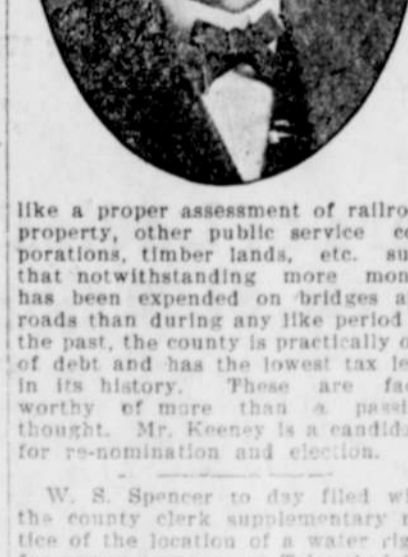 like a proper assessment of railro
property, other public service co
porations, timber lands, etc. su
that notwithstanding more mon
has been expended on bridges a
roads than during any like period
the past, the county is practically o
of debt and has the lowest tax le
in its history. These are fac
worthy of more than a passi
thought. Mr. Keeney is a candida
for re-nomination and election.
W. S. Spencer to day filed w
the county clerk supplementary
tice of the location of a water